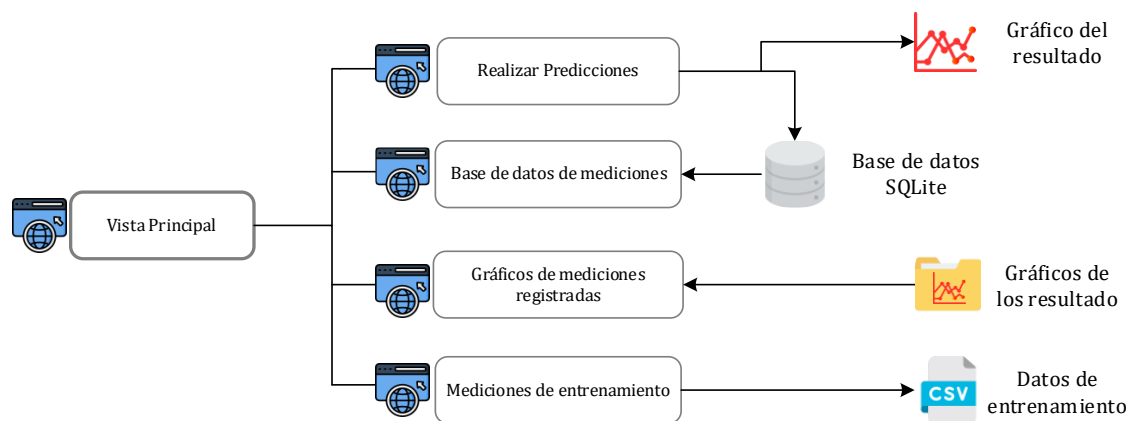 Gráfico del
resultado
Realizar Predicciones
Base de datos de mediciones
Base de datos
SQLite
Vista Principal
Gráficos de mediciones
registradas
Gráficos de
los resultado
Mediciones de entrenamiento
CSV
Datos de
entrenamiento